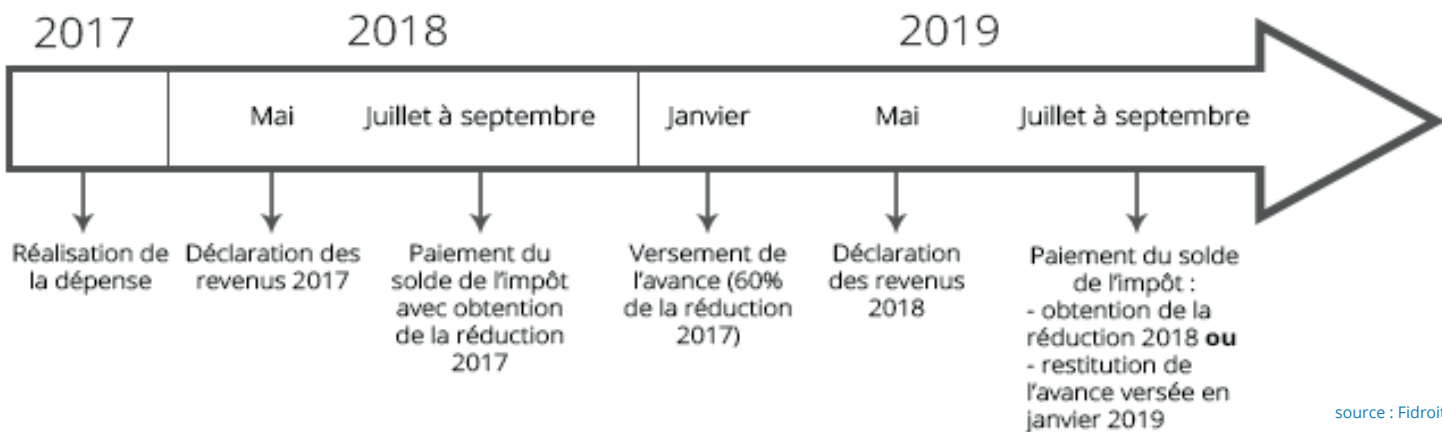 2017
2018
2019
Mai
Juillet à septembre
Janvier
Mai
Juillet à septembre
Réalisation de
la dépense
Déclaration des
revenus 2017
Paiement du
solde de l'impôt
avec obtention
de la réduction
2017
Versement de
l'avance (60%
de la réduction
2017)
Déclaration
des revenus
2018
Paiement du solde
de l'impôt :
- obtention de la
réduction 2018 ou
- restitution de
l'avance versée en
janvier 2019
source : Fidroit